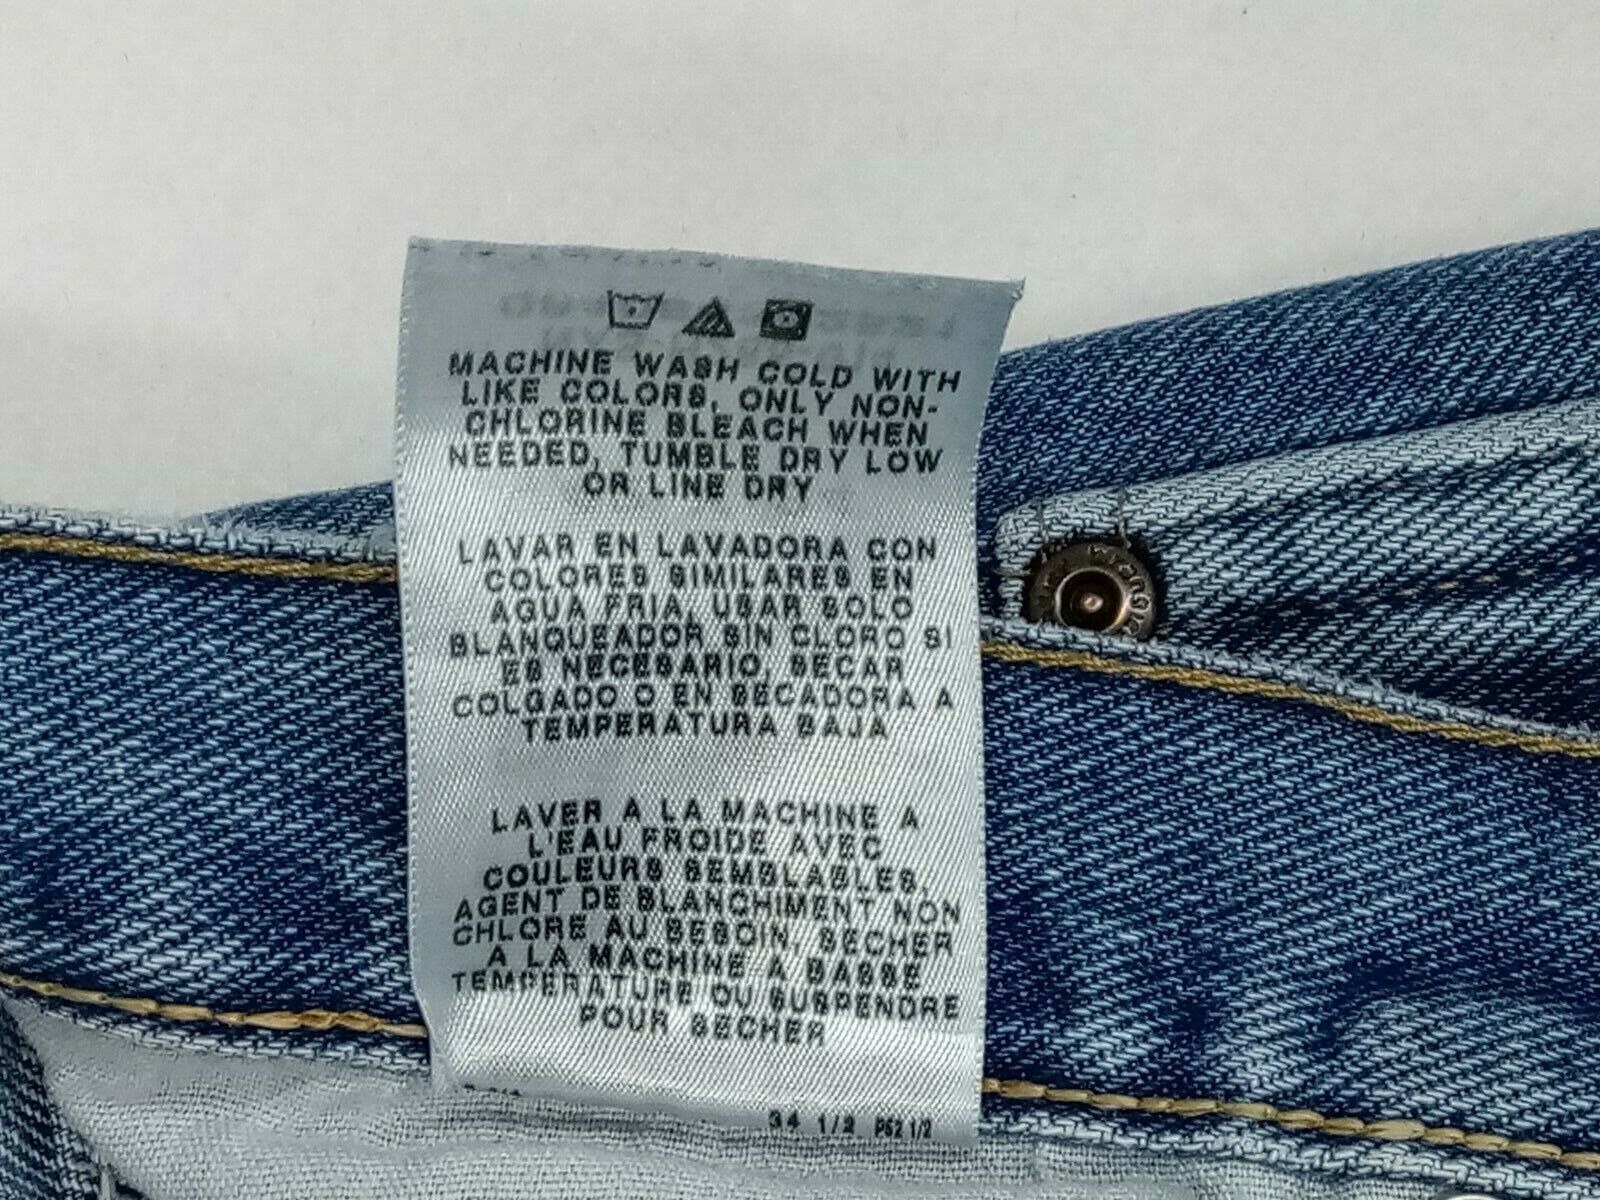 MACHINE WASH COLD WITH
LIKE COLORS, ONLY NON-
CHLORINE BLEACH WHEN
NEEDED, TUMBLE DRY LOW
OR LINE DRY
LAVAR EN LAVADORA CON
COLORES SIMILARES EN
AGUA FRIA, USAR SOLO
BLANQUEADOR SIN CLORO SI
ES NECESARIO, SECAR
COLGADO O EN SECADORA A
TEMPERATURA BAJA
LAVER A LA MACHINE A
L'EAU FROIDE AVEC
COULEURS SEMBLABLES,
AGENT DE BLANCHIMENT NON
CHLORE AU BESOIN, SECHER
A LA MACHINE A BASSE
TEMPERATURE OU SUSPENDRE
POUR SECHER
34 1/2 P62 1/2